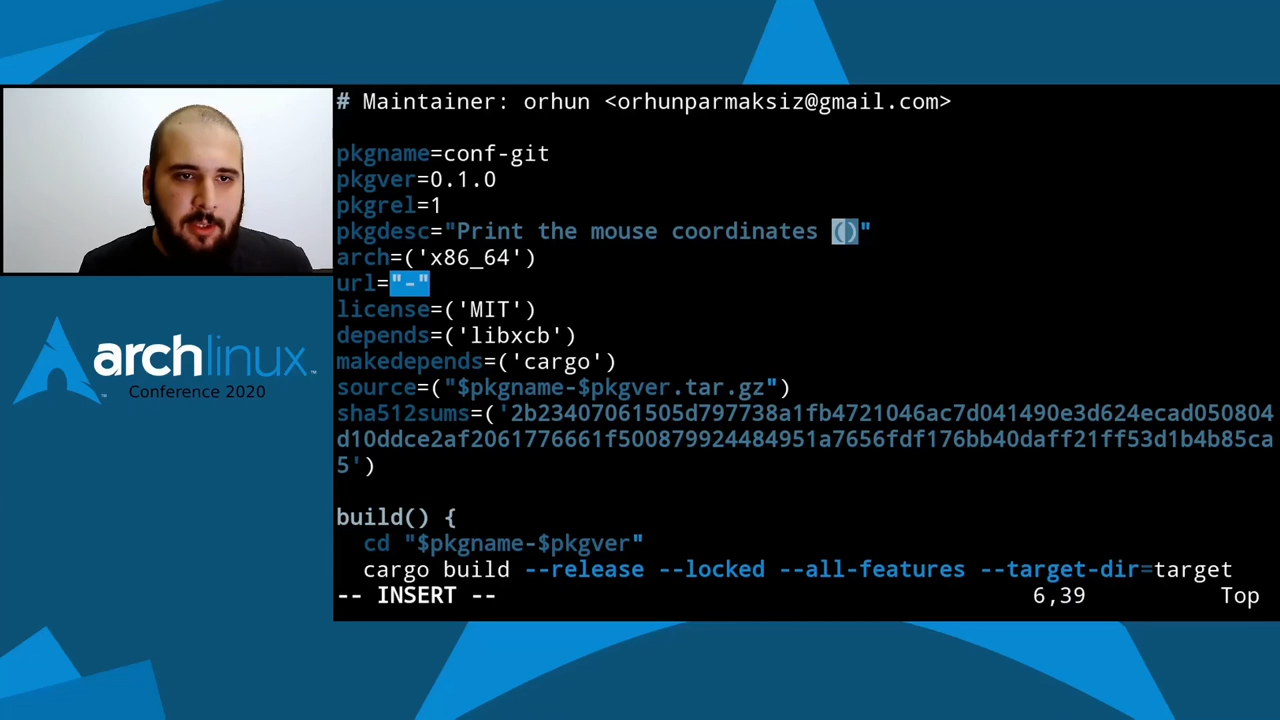 archlinux™
Conference 2020
™
# Maintainer: orhun <orhunparmaksiz@gmail.com>
pkgname=conf-git
pkgver=0.1.0
pkgrel=1
pkgdesc="Print the mouse coordinates ()"
arch=('x86_64')
url="-"
license=('MIT')
depends=('libxcb')
makedepends=('cargo')
source=("$pkgname-$pkgver.tar.gz")
sha512sums=('2b23407061505d797738a1fb4721046ac7d041490e3d624ecad050804
d10ddce2af2061776661f500879924484951a7656fdf176bb40daff21ff53d1b4b85ca
5')
build() {
cd "$pkgname-$pkgver"
cargo build --release --locked --all-features --target-dir=target
-- INSERT -- 6,39 Top